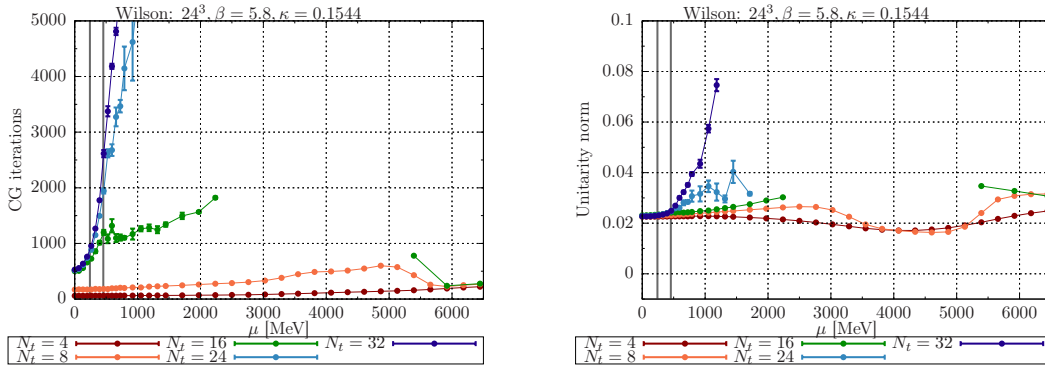 Wilson: 24³, β = 5.8, κ = 0.1544
CG iterations
5000
4000
3000
2000
1000
0
0 1000 2000 3000 4000 5000 6000
μ [MeV]
N_t = 4 N_t = 16 N_t = 32
N_t = 8 N_t = 24
Wilson: 24³, β = 5.8, κ = 0.1544
Unitarity norm
0.1
0.08
0.06
0.04
0.02
0
0 1000 2000 3000 4000 5000 6000
μ [MeV]
N_t = 4 N_t = 16 N_t = 32
N_t = 8 N_t = 24